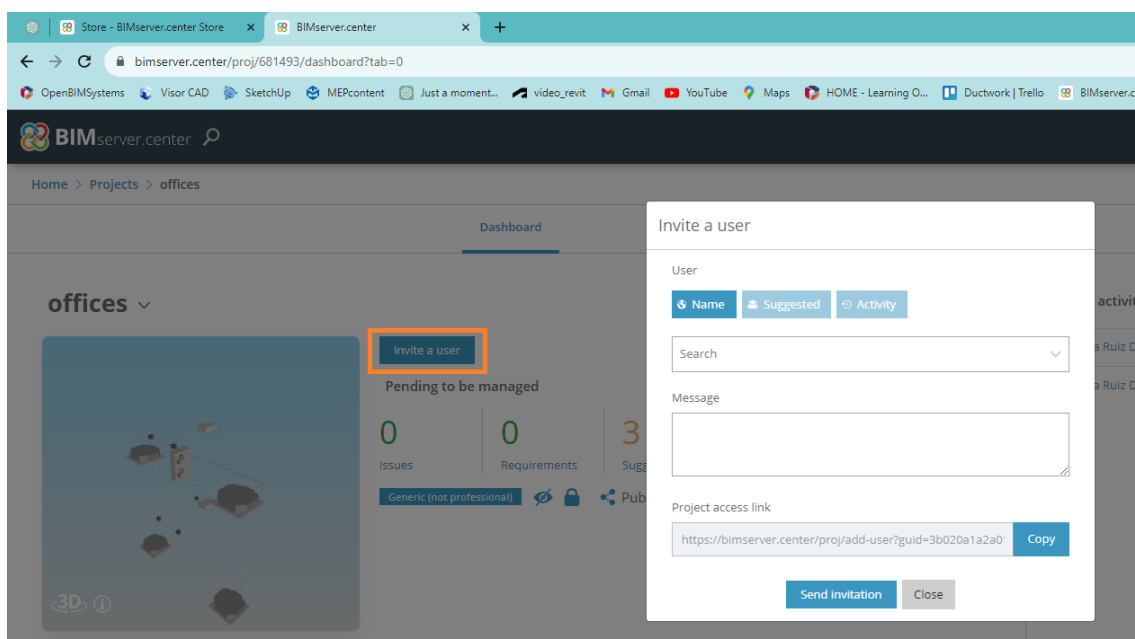 Store - BIMserver.center Store
BIMserver.center
bimserver.center/proj/681493/dashboard?tab=0
OpenBIMSystems Visor CAD SketchUp MEPcontent Just a moment... video_revit Gmail YouTube Maps HOME - Learning O... Ductwork | Trello BIMserver.c
BIMserver.center
Home > Projects > offices
Dashboard
offices
Invite a user
Pending to be managed
0 0 3
Issues Requirements Sugg
Generic (not professional) Pub
3D
Invite a user
User
Name Suggested Activity
Search
Message
Project access link
https://bimserver.center/proj/add-user?guid=3b020a1a2a0
Copy
Send invitation Close
activit
a Ruiz D
a Ruiz D